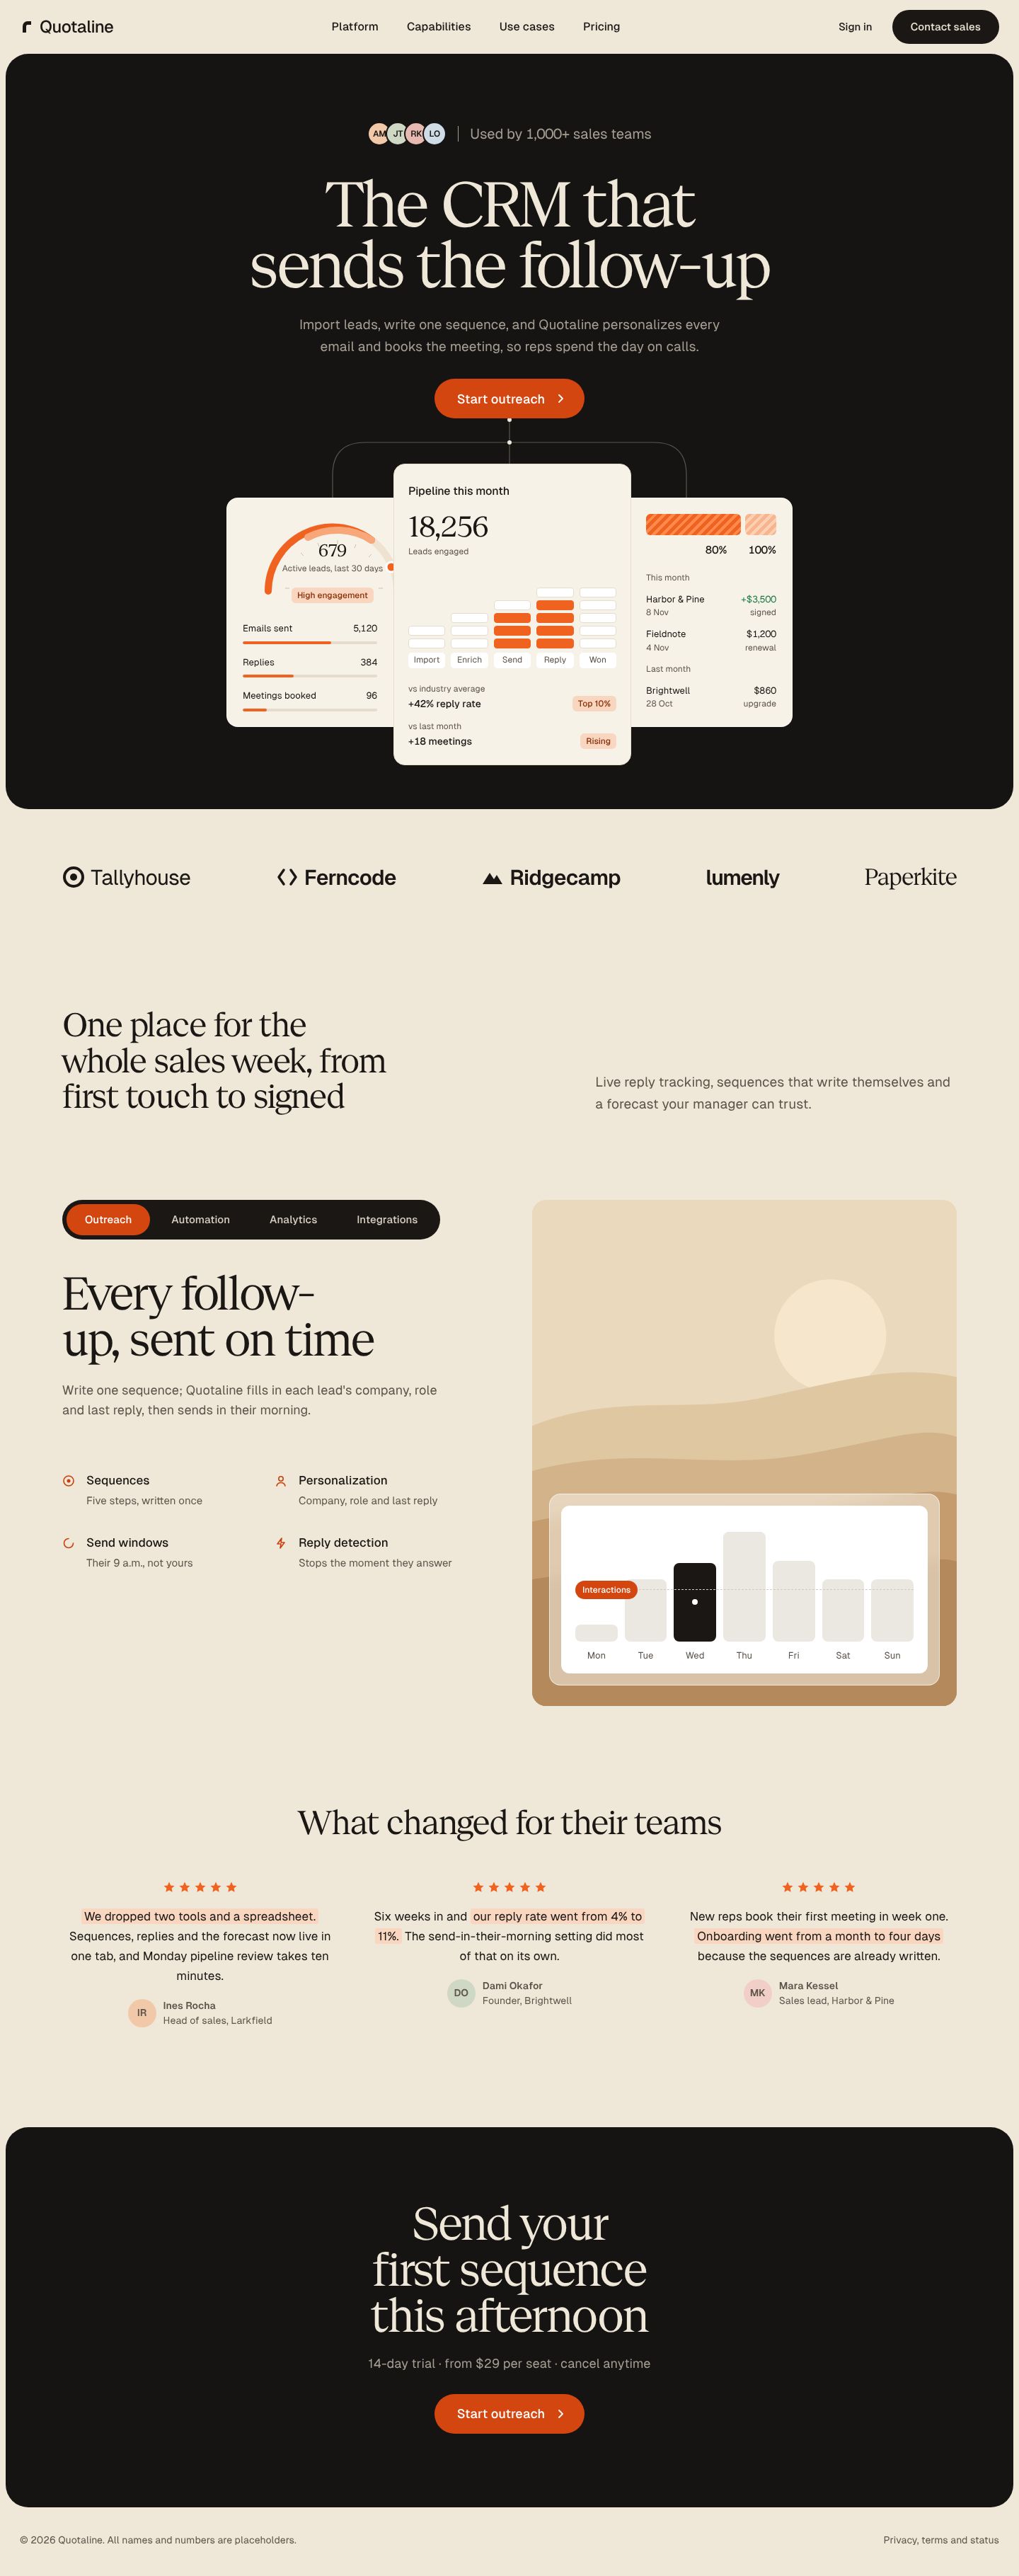 Quotaline
Platform Capabilities Use cases Pricing
Sign in Contact sales
AM JT RK LO Used by 1,000+ sales teams
The CRM that
sends the follow-up
Import leads, write one sequence, and Quotaline personalizes every
email and books the meeting, so reps spend the day on calls.
Start outreach
679
Active leads, last 30 days
High engagement
Emails sent 5,120
Replies 384
Meetings booked 96
Pipeline this month
18,256
Leads engaged
Import Enrich Send Reply Won
vs industry average
+42% reply rate Top 10%
vs last month
+18 meetings Rising
80% 100%
This month
Harbor & Pine +$3,500
8 Nov signed
Fieldnote $1,200
4 Nov renewal
Last month
Brightwell $860
28 Oct upgrade
Tallyhouse Ferncode Ridgecamp lumenly Paperkite
One place for the
whole sales week, from
first touch to signed
Live reply tracking, sequences that write themselves and
a forecast your manager can trust.
Outreach Automation Analytics Integrations
Every follow-
up, sent on time
Write one sequence; Quotaline fills in each lead's company, role
and last reply, then sends in their morning.
Sequences
Five steps, written once
Personalization
Company, role and last reply
Send windows
Their 9 a.m., not yours
Reply detection
Stops the moment they answer
Interactions
Mon Tue Wed Thu Fri Sat Sun
What changed for their teams
We dropped two tools and a spreadsheet.
Sequences, replies and the forecast now live in
one tab, and Monday pipeline review takes ten
minutes.
IR Ines Rocha
Head of sales, Larkfield
Six weeks in and our reply rate went from 4% to
11%. The send-in-their-morning setting did most
of that on its own.
DO Dami Okafor
Founder, Brightwell
New reps book their first meeting in week one.
Onboarding went from a month to four days
because the sequences are already written.
MK Mara Kessel
Sales lead, Harbor & Pine
Send your
first sequence
this afternoon
14-day trial · from $29 per seat · cancel anytime
Start outreach
© 2026 Quotaline. All names and numbers are placeholders.
Privacy, terms and status